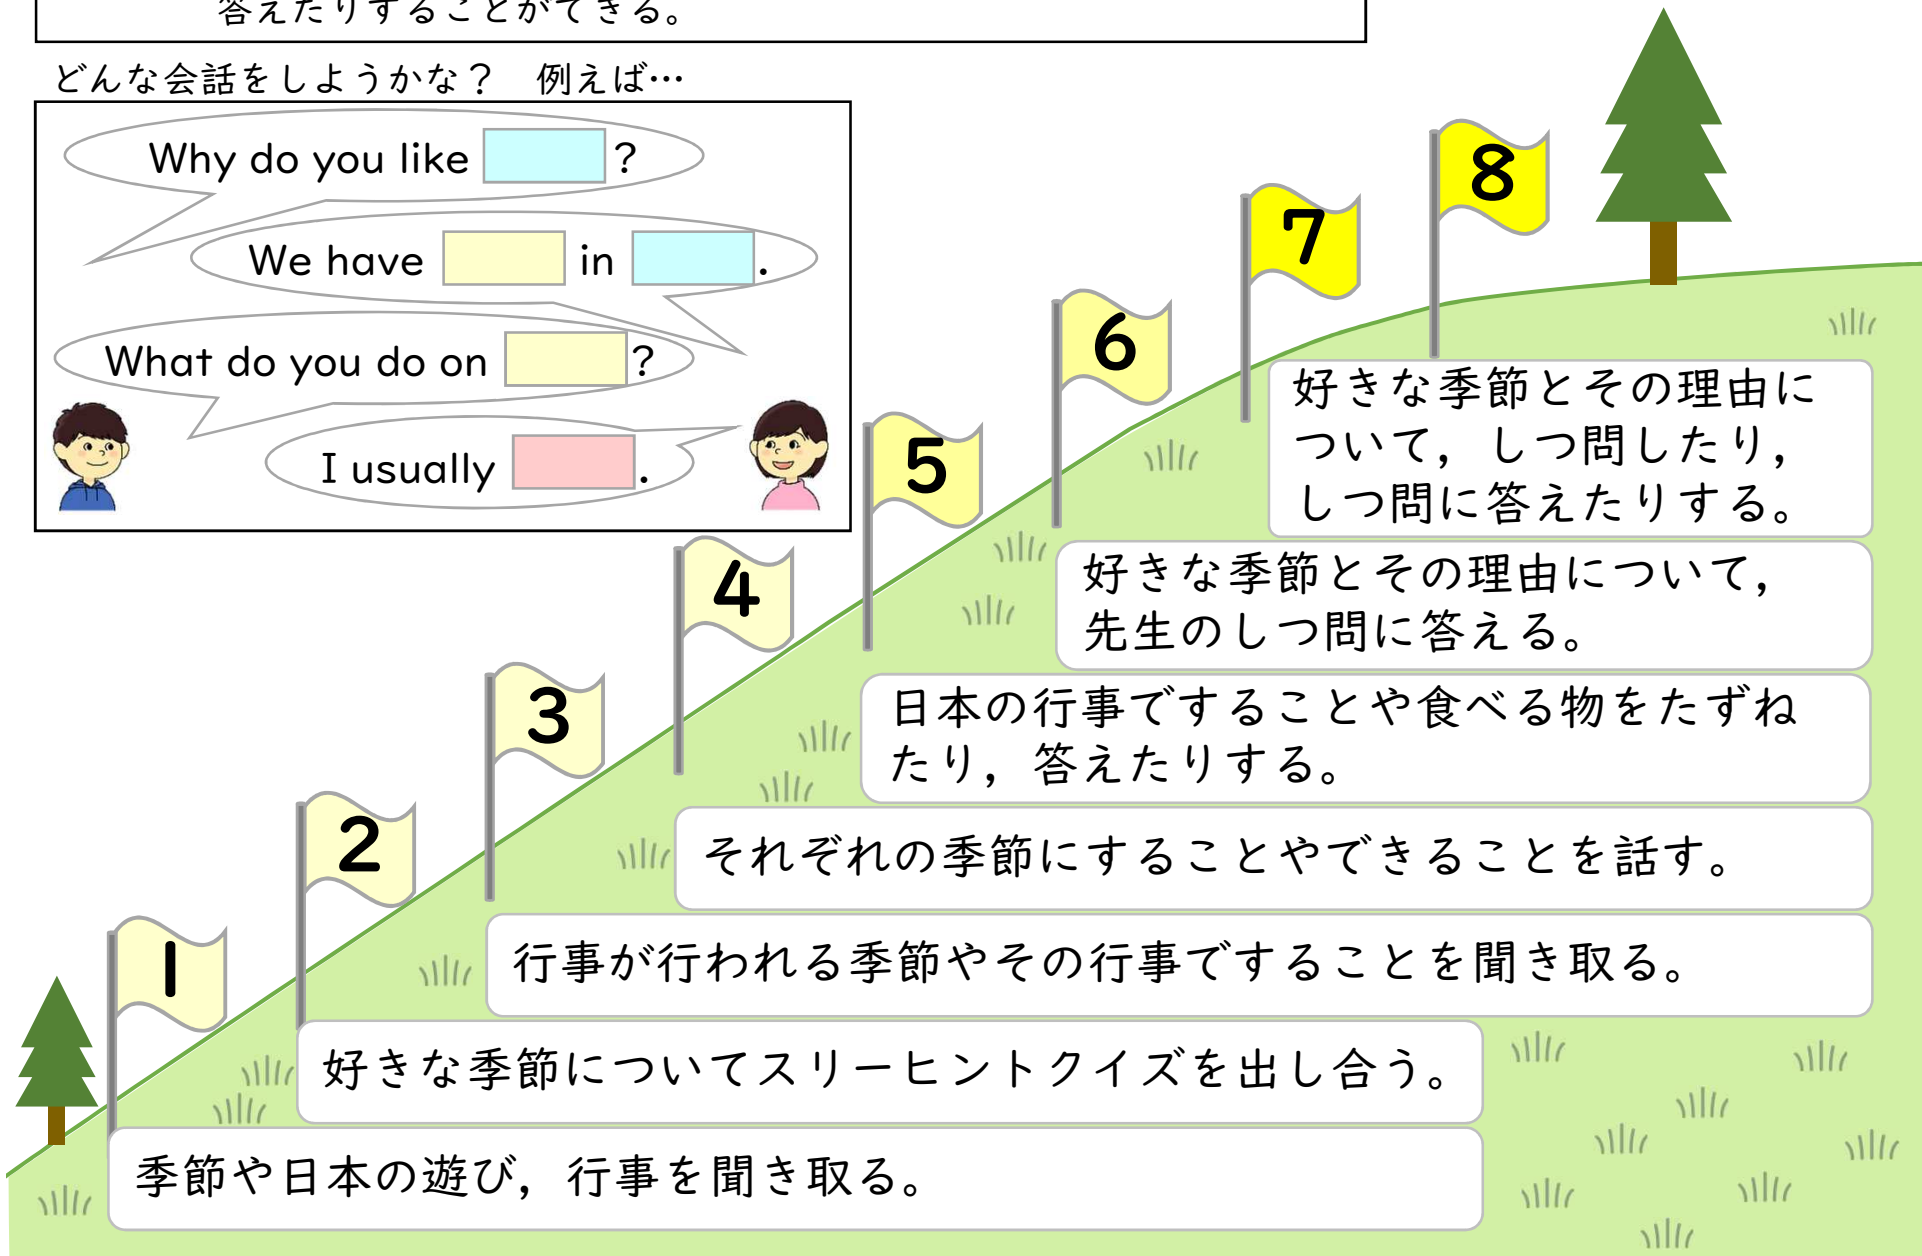 答えたりすることができる。
どんな会話をしようかな？　例えば…
Why do you like ?
We have in .
What do you do on ?
I usually .
8
7
6
5
4
3
2
1
好きな季節とその理由に
ついて，しつ問したり，
しつ問に答えたりする。
好きな季節とその理由について，
先生のしつ問に答える。
日本の行事ですることや食べる物をたずね
たり，答えたりする。
それぞれの季節にすることやできることを話す。
行事が行われる季節やその行事ですることを聞き取る。
好きな季節についてスリーヒントクイズを出し合う。
季節や日本の遊び，行事を聞き取る。